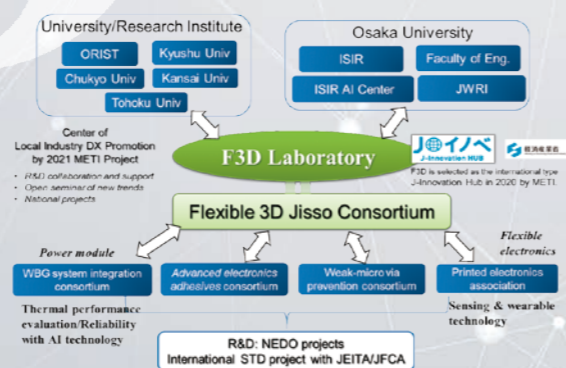 University/Research Institute
ORIST
Kyushu Univ
Chukyo Univ
Kansai Univ
Tohoku Univ
Osaka University
ISIR
Faculty of Eng.
ISIR AI Center
JWRI
Center of
Local Industry DX Promotion
by 2021 METI Project
• R&D collaboration and support
• Open seminar of new trends
• National projects
F3D Laboratory
J@イノベ
J-Innovation HUB
経済産業省
F3D is selected as the international type
J-Innovation Hub in 2020 by METI.
Flexible 3D Jisso Consortium
Power module
WBG system integration
consortium
Advanced electronics
adhesives consortium
Weak-micro via
prevention consortium
Flexible
electronics
Printed electronics
association
Thermal performance
evaluation/Reliability
with AI technology
Sensing & wearable
technology
R&D: NEDO projects
International STD project with JEITA/JFCA